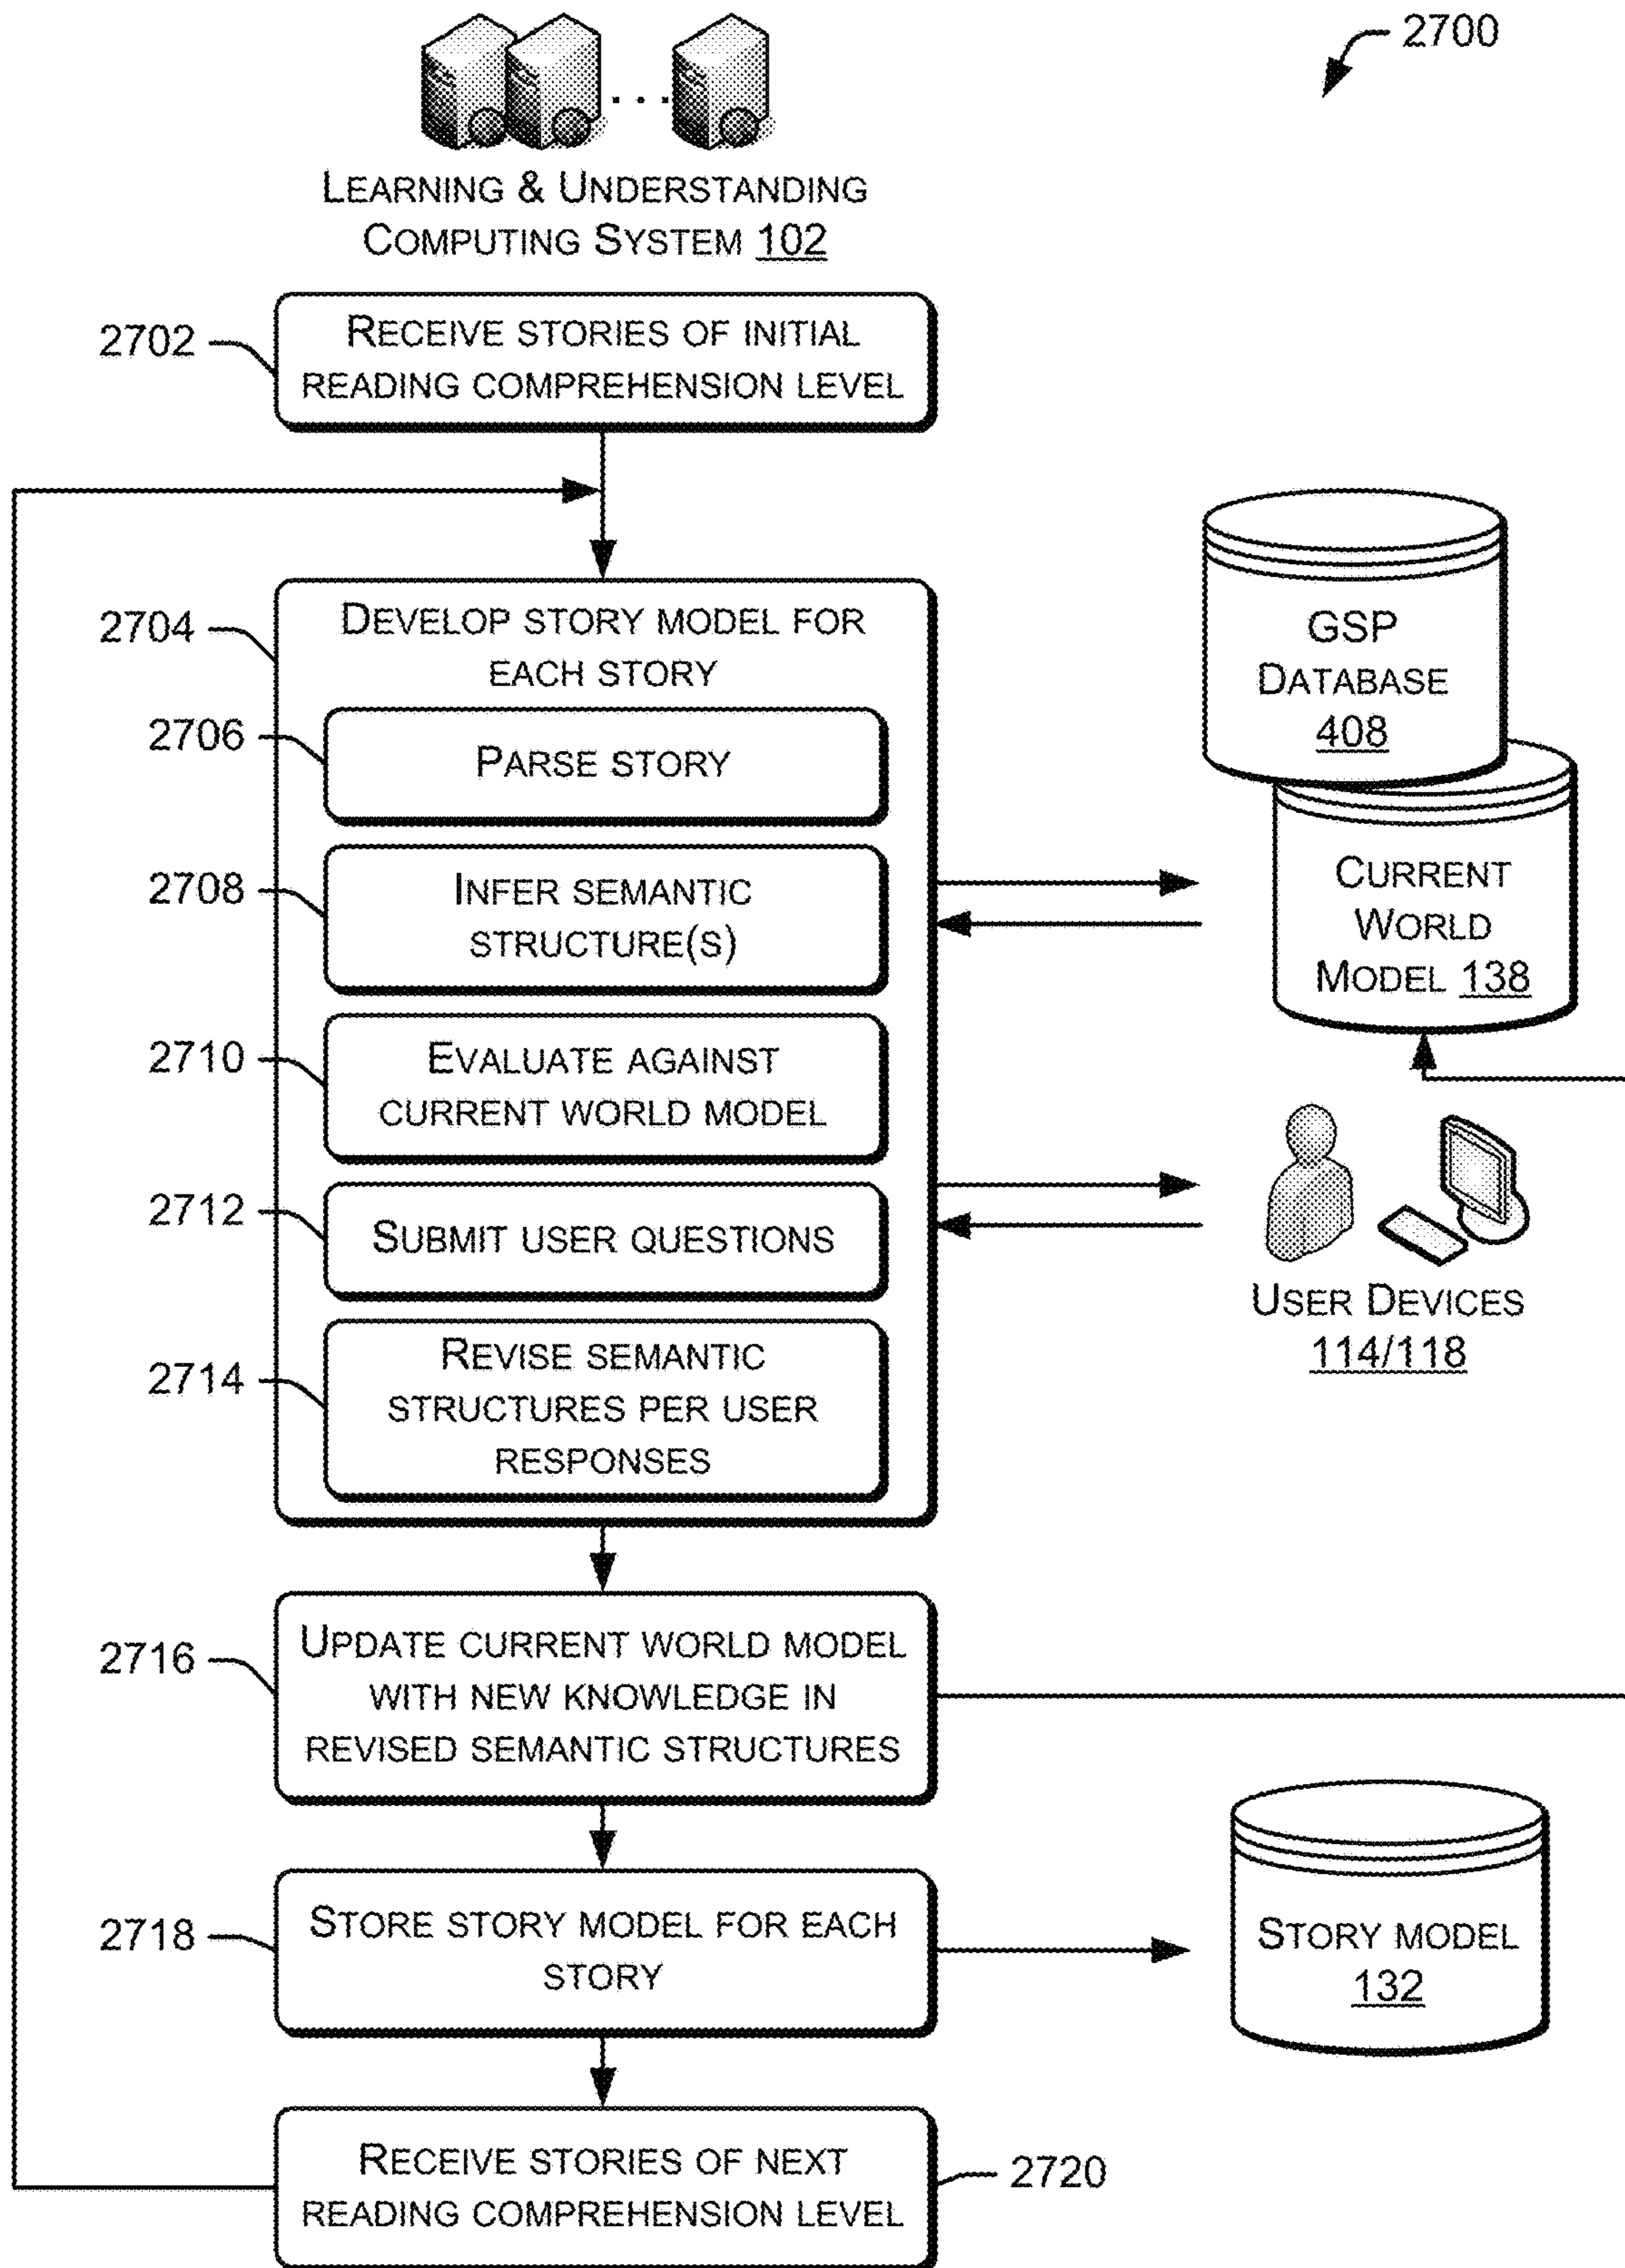 2700
. . .
LEARNING & UNDERSTANDING
COMPUTING SYSTEM 102
2702
RECEIVE STORIES OF INITIAL
READING COMPREHENSION LEVEL
2704
DEVELOP STORY MODEL FOR
EACH STORY
2706
PARSE STORY
2708
INFER SEMANTIC
STRUCTURE(S)
2710
EVALUATE AGAINST
CURRENT WORLD MODEL
2712
SUBMIT USER QUESTIONS
2714
REVISE SEMANTIC
STRUCTURES PER USER
RESPONSES
GSP
DATABASE
408
CURRENT
WORLD
MODEL 138
USER DEVICES
114/118
2716
UPDATE CURRENT WORLD MODEL
WITH NEW KNOWLEDGE IN
REVISED SEMANTIC STRUCTURES
2718
STORE STORY MODEL FOR EACH
STORY
STORY MODEL
132
RECEIVE STORIES OF NEXT
READING COMPREHENSION LEVEL
2720